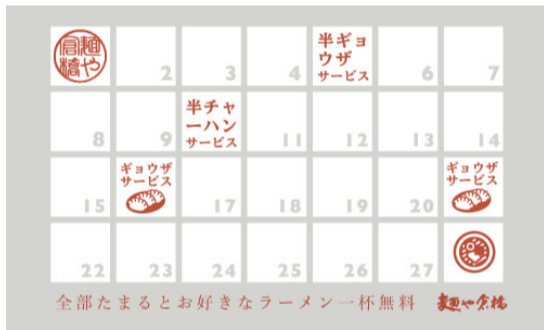 麺や
倉橋
2
3
4
半ギョ
ウザ
サービス
6
7
8
9
半チャ
ーハン
サービス
11
12
13
14
15
ギョウザ
サービス
17
18
19
20
ギョウザ
サービス
22
23
24
25
26
27
全部たまるとお好きなラーメン一杯無料 麺や倉橋